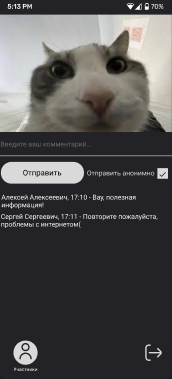 5:13 PM
70%
Введите ваш комментарий...
Отправить
Отправить анонимно
Алексей Алексеевич, 17:10 - Вау, полезная
информация!
Сергей Сергеевич, 17:11 - Повторите пожалуйста,
проблемы с интернетом(
Участники